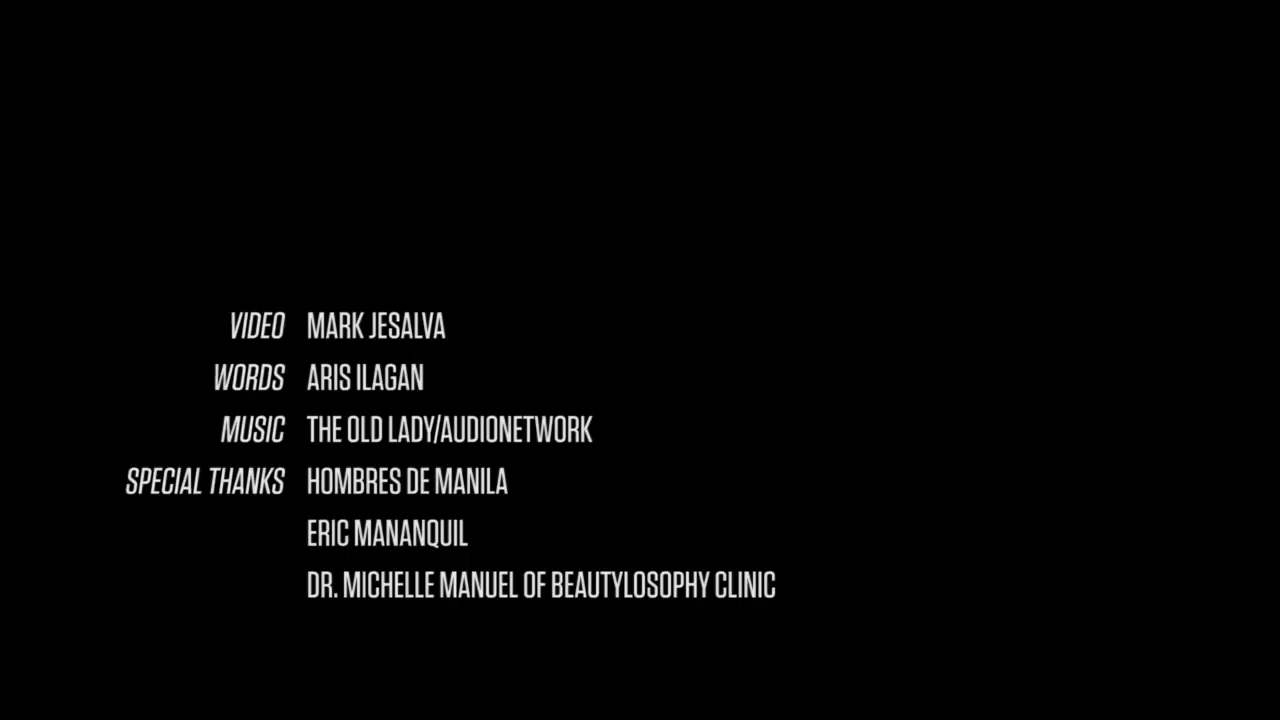 VIDEO MARK JESALVA
WORDS ARIS ILAGAN
MUSIC THE OLD LADY/AUDIONETWORK
SPECIAL THANKS HOMBRES DE MANILA
ERIC MANANQUIL
DR. MICHELLE MANUEL OF BEAUTYLOSOPHY CLINIC